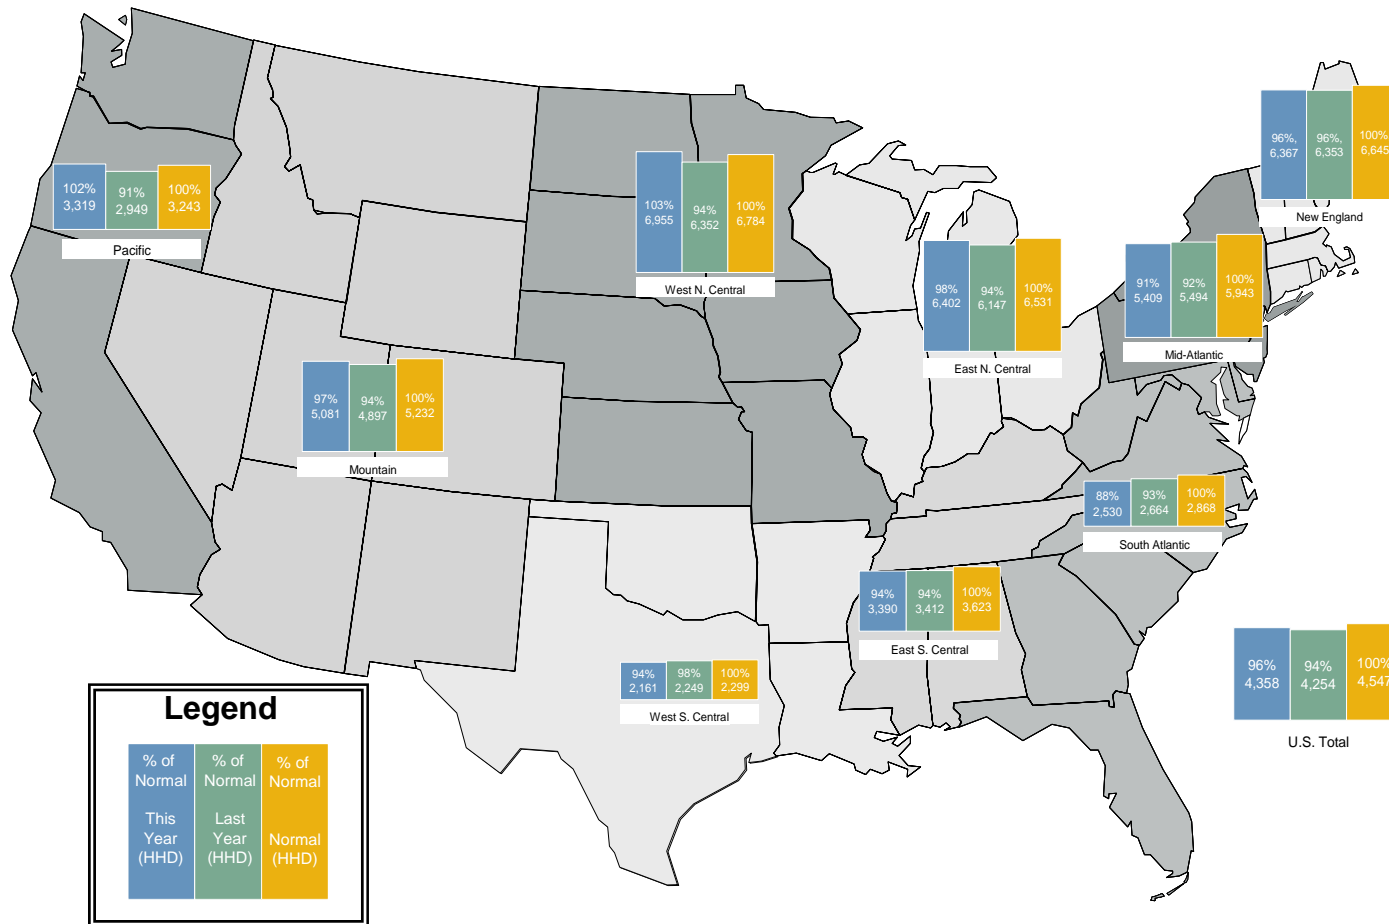 96%,
6,367
96%,
6,353
100%
6,645
New England
102%
3,319
91%
2,949
100%
3,243
Pacific
103%
6,955
94%
6,352
100%
6,784
West N. Central
98%
6,402
94%
6,147
100%
6,531
East N. Central
91%
5,409
92%
5,494
100%
5,943
Mid-Atlantic
97%
5,081
94%
4,897
100%
5,232
Mountain
88%
2,530
93%
2,664
100%
2,868
South Atlantic
94%
3,390
94%
3,412
100%
3,623
East S. Central
94%
2,161
98%
2,249
100%
2,299
West S. Central
96%
4,358
94%
4,254
100%
4,547
U.S. Total
Legend
% of
Normal
This
Year
(HHD)
% of
Normal
Last
Year
(HHD)
% of
Normal
Normal
(HHD)